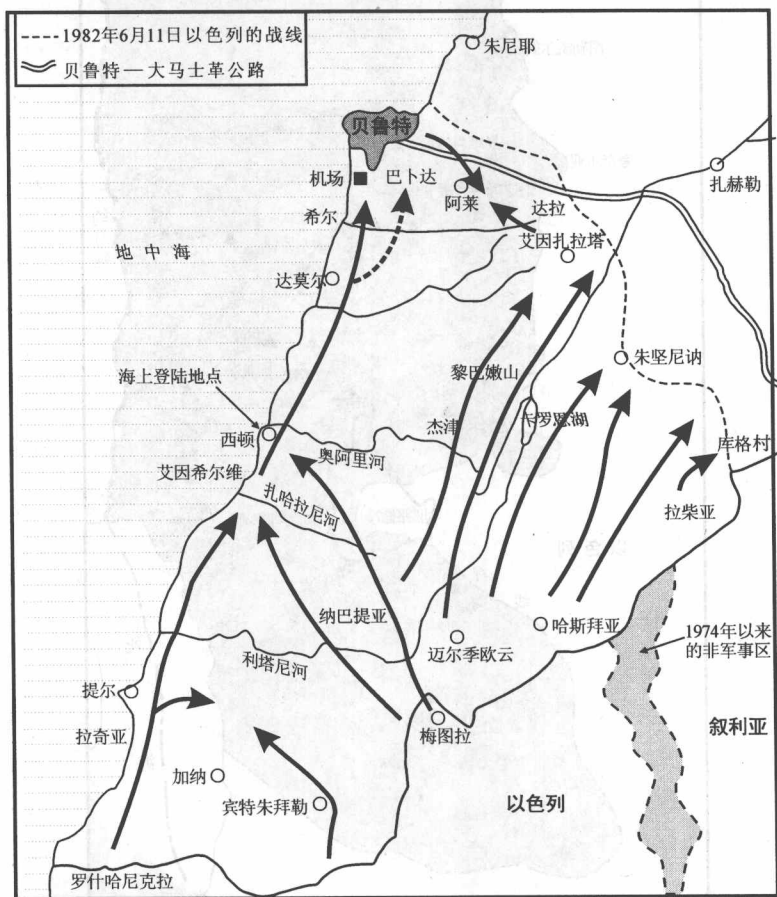 1982年6月11日以色列的战线
贝鲁特—大马士革公路
朱尼耶
贝鲁特
机场
巴卜达
阿莱
扎赫勒
希尔
达拉
艾因扎拉塔
地中海
达莫尔
朱坚尼讷
海上登陆地点
黎巴嫩山
西顿
杰津
卡罗恩湖
奥阿里河
库格村
艾因希尔维
扎哈拉尼河
拉柴亚
纳巴提亚
哈斯拜亚
迈尔季欧云
1974年以来
的非军事区
利塔尼河
提尔
梅图拉
叙利亚
拉奇亚
加纳
宾特朱拜勒
以色列
罗什哈尼克拉